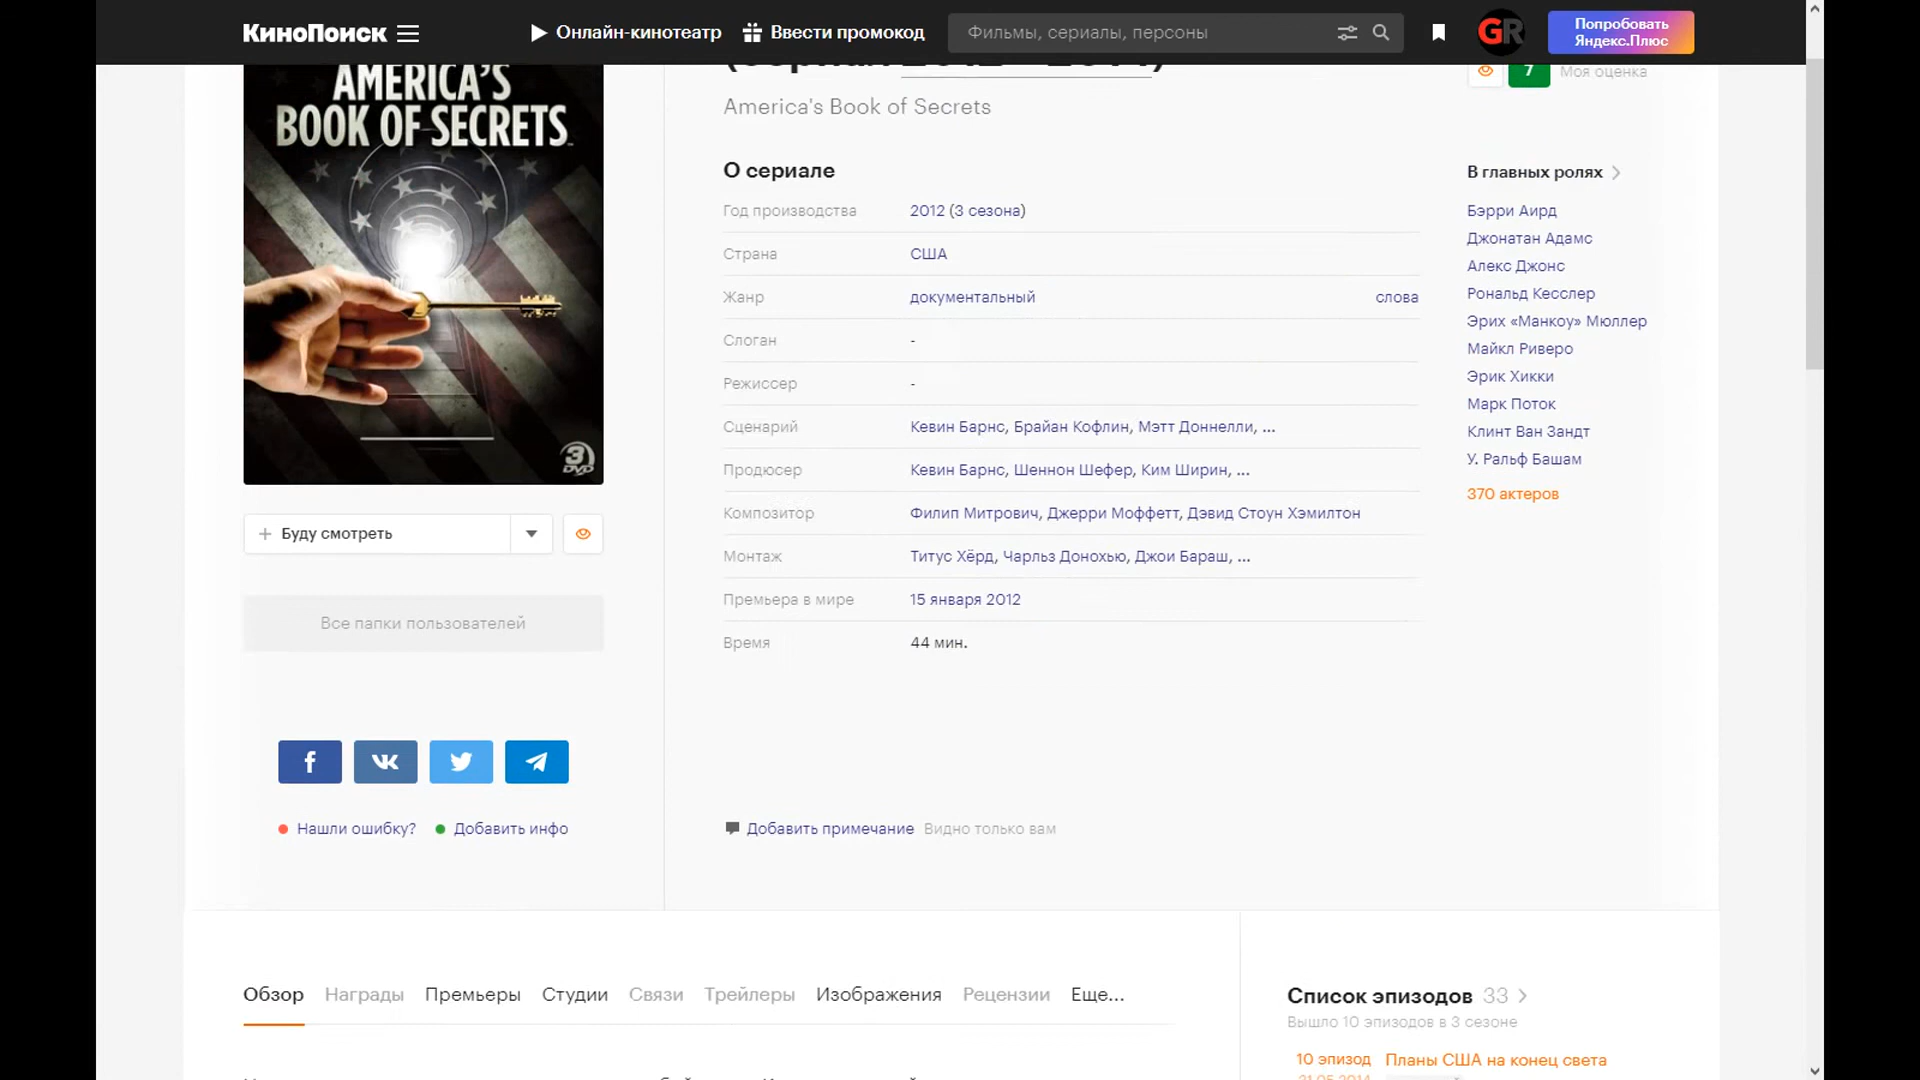 КиноПоиск
Онлайн-кинотеатр
Ввести промокод
Фильмы, сериалы, персоны
GR
Попробовать
Яндекс.Плюс
AMERICA'S
BOOK OF SECRETS
3
DVD
Буду смотреть
Все папки пользователей
Нашли ошибку?
Добавить инфо
America's Book of Secrets
7
Моя оценка
О сериале
Год производства 2012 (3 сезона)
Страна США
Жанр документальный слова
Слоган -
Режиссер -
Сценарий Кевин Барнс, Брайан Кофлин, Мэтт Доннелли, ...
Продюсер Кевин Барнс, Шеннон Шефер, Ким Ширин, ...
Композитор Филип Митрович, Джерри Моффетт, Дэвид Стоун Хэмилтон
Монтаж Титус Хёрд, Чарльз Донохью, Джои Бараш, ...
Премьера в мире 15 января 2012
Время 44 мин.
Добавить примечание Видно только вам
В главных ролях
Бэрри Аирд
Джонатан Адамс
Алекс Джонс
Рональд Кесслер
Эрих «Манкоу» Мюллер
Майкл Риверо
Эрик Хикки
Марк Поток
Клинт Ван Зандт
У. Ральф Башам
370 актеров
Обзор Награды Премьеры Студии Связи Трейлеры Изображения Рецензии Еще...
Список эпизодов 33
Вышло 10 эпизодов в 3 сезоне
10 эпизод Планы США на конец света